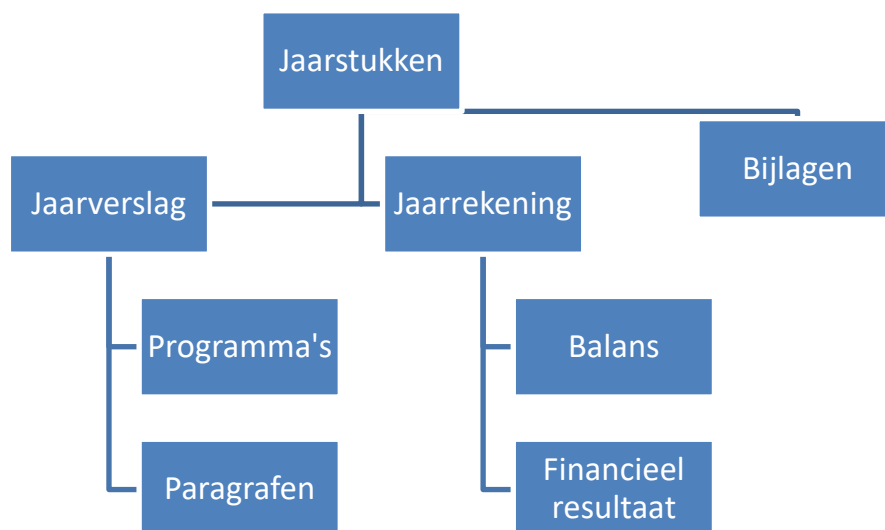 Jaarstukken
Bijlagen
Jaarverslag
Jaarrekening
Programma's
Balans
Paragrafen
Financieel
resultaat